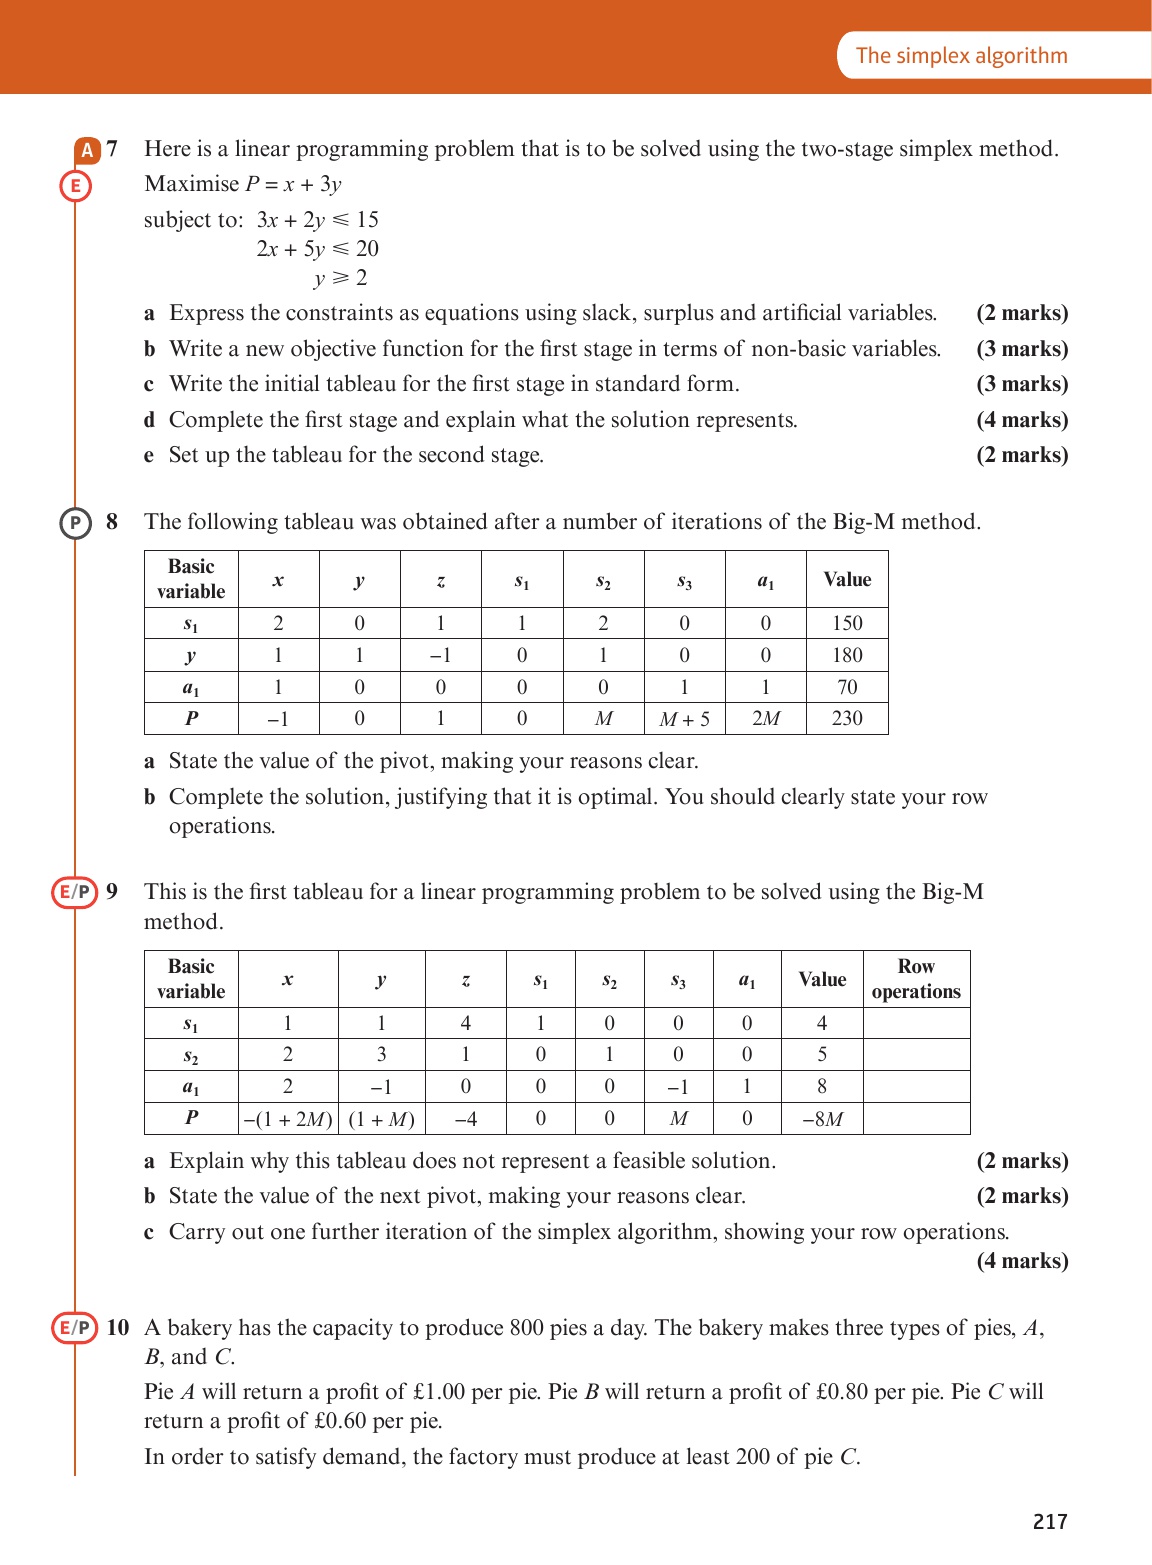 The simplex algorithm
A 7 Here is a linear programming problem that is to be solved using the two-stage simplex method.
E Maximise P = x + 3y
subject to: 3x + 2y ⩽ 15
2x + 5y ⩽ 20
y ⩾ 2
a Express the constraints as equations using slack, surplus and artificial variables. (2 marks)
b Write a new objective function for the first stage in terms of non-basic variables. (3 marks)
c Write the initial tableau for the first stage in standard form. (3 marks)
d Complete the first stage and explain what the solution represents. (4 marks)
e Set up the tableau for the second stage. (2 marks)
P 8 The following tableau was obtained after a number of iterations of the Big-M method.
Basic variable x y z s₁ s₂ s₃ a₁ Value
s₁ 2 0 1 1 2 0 0 150
y 1 1 −1 0 1 0 0 180
a₁ 1 0 0 0 0 1 1 70
P −1 0 1 0 M M + 5 2M 230
a State the value of the pivot, making your reasons clear.
b Complete the solution, justifying that it is optimal. You should clearly state your row
operations.
E/P 9 This is the first tableau for a linear programming problem to be solved using the Big-M
method.
Basic variable x y z s₁ s₂ s₃ a₁ Value Row operations
s₁ 1 1 4 1 0 0 0 4
s₂ 2 3 1 0 1 0 0 5
a₁ 2 −1 0 0 0 −1 1 8
P −(1 + 2M) (1 + M) −4 0 0 M 0 −8M
a Explain why this tableau does not represent a feasible solution. (2 marks)
b State the value of the next pivot, making your reasons clear. (2 marks)
c Carry out one further iteration of the simplex algorithm, showing your row operations.
(4 marks)
E/P 10 A bakery has the capacity to produce 800 pies a day. The bakery makes three types of pies, A,
B, and C.
Pie A will return a profit of £1.00 per pie. Pie B will return a profit of £0.80 per pie. Pie C will
return a profit of £0.60 per pie.
In order to satisfy demand, the factory must produce at least 200 of pie C.
217